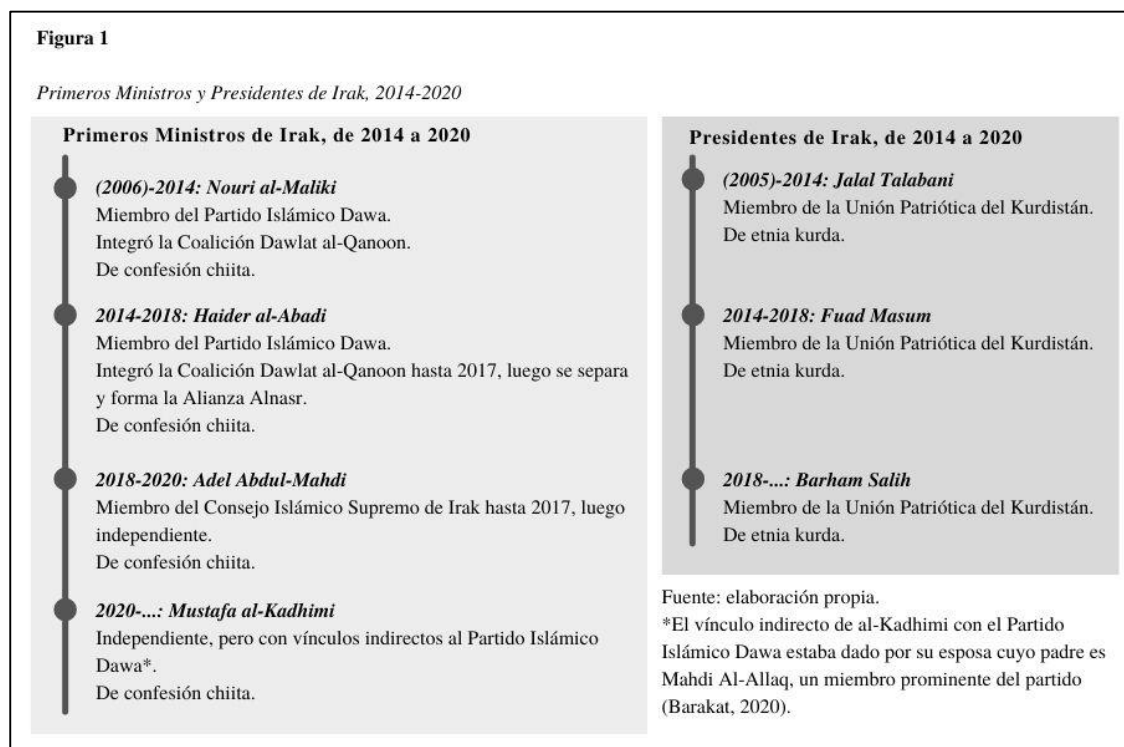 Figura 1
Primeros Ministros y Presidentes de Irak, 2014-2020
Primeros Ministros de Irak, de 2014 a 2020
(2006)-2014: Nouri al-Maliki
Miembro del Partido Islámico Dawa.
Integró la Coalición Dawlat al-Qanoon.
De confesión chiita.
2014-2018: Haider al-Abadi
Miembro del Partido Islámico Dawa.
Integró la Coalición Dawlat al-Qanoon hasta 2017, luego se separa
y forma la Alianza Alnasr.
De confesión chiita.
2018-2020: Adel Abdul-Mahdi
Miembro del Consejo Islámico Supremo de Irak hasta 2017, luego
independiente.
De confesión chiita.
2020-...: Mustafa al-Kadhimi
Independiente, pero con vínculos indirectos al Partido Islámico
Dawa*.
De confesión chiita.
Presidentes de Irak, de 2014 a 2020
(2005)-2014: Jalal Talabani
Miembro de la Unión Patriótica del Kurdistán.
De etnia kurda.
2014-2018: Fuad Masum
Miembro de la Unión Patriótica del Kurdistán.
De etnia kurda.
2018-...: Barham Salih
Miembro de la Unión Patriótica del Kurdistán.
De etnia kurda.
Fuente: elaboración propia.
*El vínculo indirecto de al-Kadhimi con el Partido
Islámico Dawa estaba dado por su esposa cuyo padre es
Mahdi Al-Allaq, un miembro prominente del partido
(Barakat, 2020).